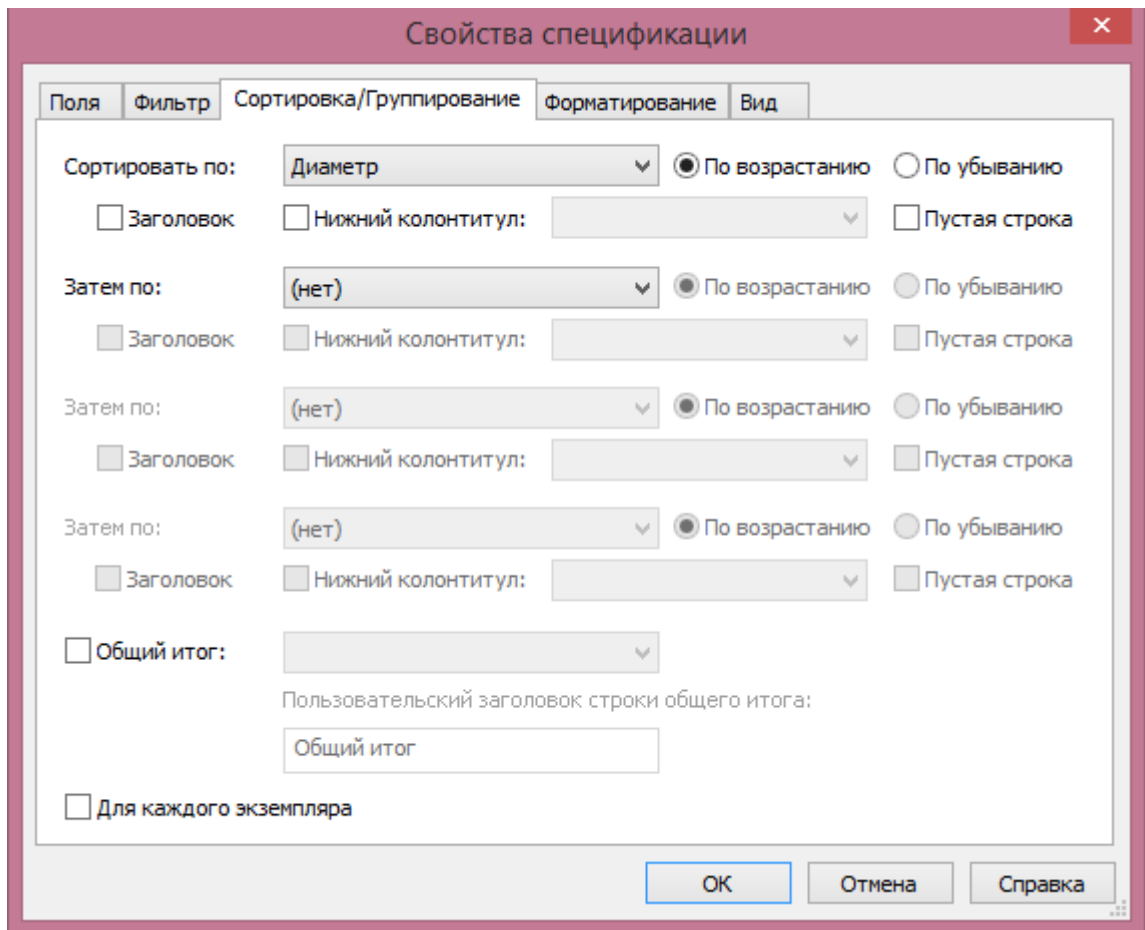 Свойства спецификации
Поля Фильтр Сортировка/Группирование Форматирование Вид
Сортировать по: Диаметр По возрастанию По убыванию
Заголовок Нижний колонтитул: Пустая строка
Затем по: (нет) По возрастанию По убыванию
Заголовок Нижний колонтитул: Пустая строка
Затем по: (нет) По возрастанию По убыванию
Заголовок Нижний колонтитул: Пустая строка
Затем по: (нет) По возрастанию По убыванию
Заголовок Нижний колонтитул: Пустая строка
Общий итог:
Пользовательский заголовок строки общего итога:
Общий итог
Для каждого экземпляра
ОК Отмена Справка